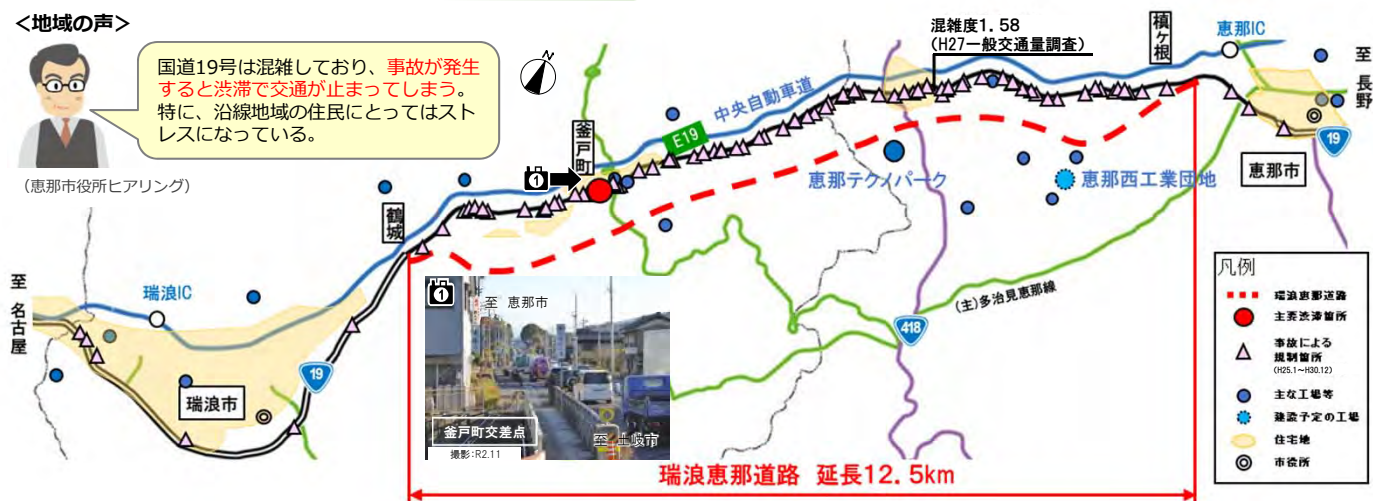 <地域の声>
国道19号は混雑しており、事故が発生
すると渋滞で交通が止まってしまう。
特に、沿線地域の住民にとってはスト
レスになっている。
(恵那市役所ヒアリング)
混雑度1.58
(H27一般交通量調査)
槙ヶ根
恵那IC
至 長野
中央自動車道
E19
釜戸町
1
19
恵那市
恵那テクノパーク
恵那西工業団地
鶴城
至 名古屋
瑞浪IC
19
瑞浪市
(主)多治見恵那線
418
1
至 恵那市
釜戸町交差点
至 土岐市
撮影:R2.11
瑞浪恵那道路 延長12.5km
凡例
瑞浪恵那道路
主要渋滞箇所
事故による
規制箇所
(H25.1~H30.12)
主な工場等
建設予定の工場
住宅地
市役所